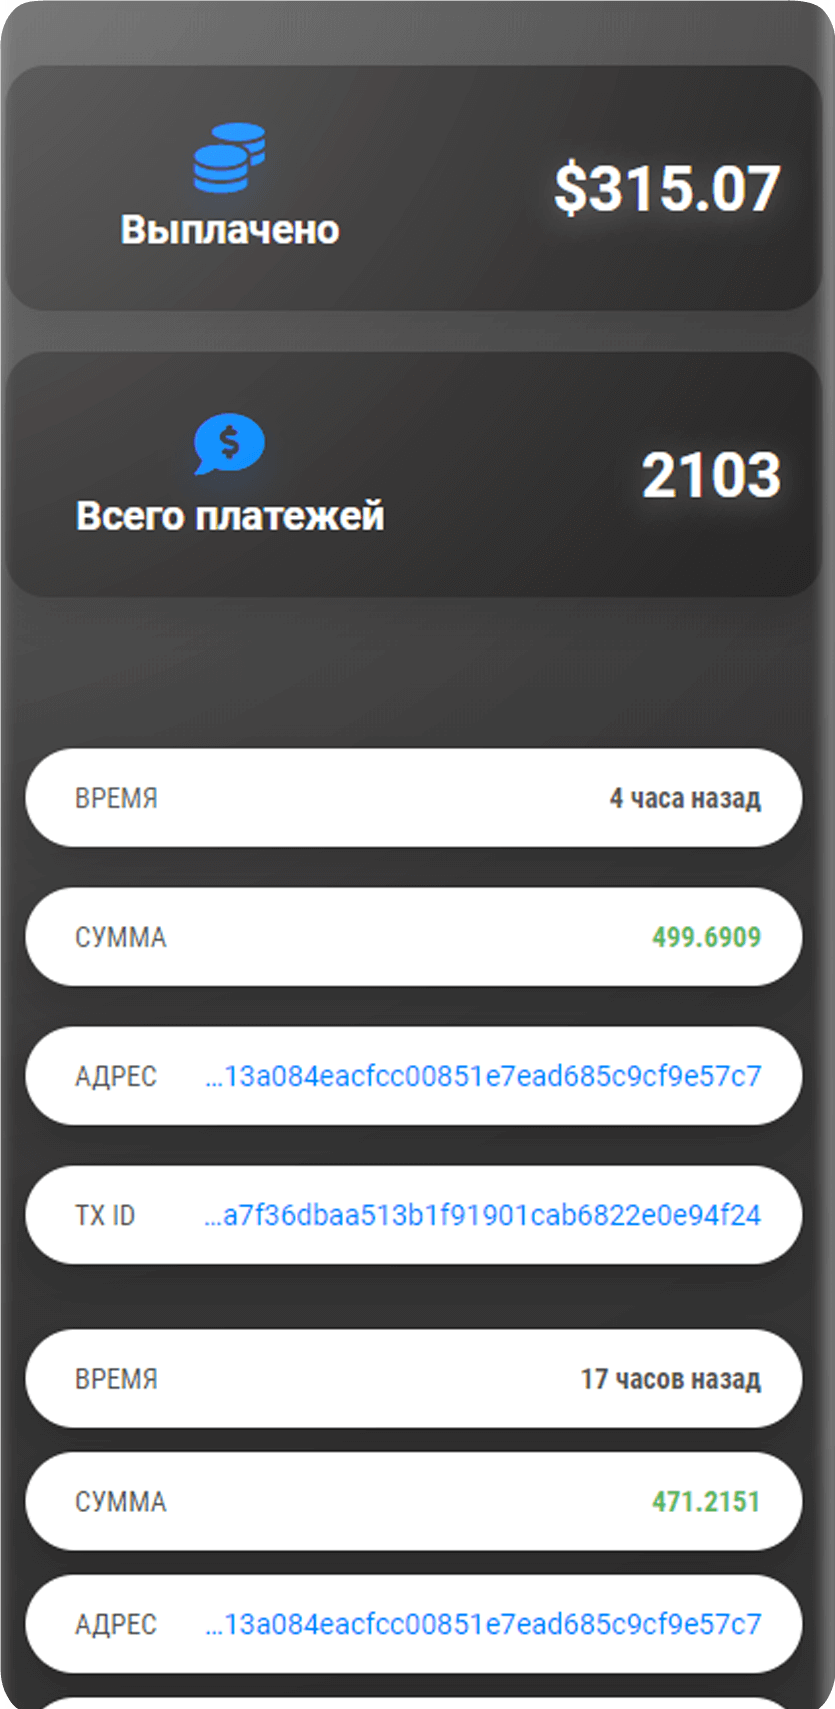 Выплачено
$315.07
Всего платежей
2103
ВРЕМЯ 4 часа назад
СУММА 499.6909
АДРЕС ...13a084eacfcc00851e7ead685c9cf9e57c7
TX ID ...a7f36dbaa513b1f91901cab6822e0e94f24
ВРЕМЯ 17 часов назад
СУММА 471.2151
АДРЕС ...13a084eacfcc00851e7ead685c9cf9e57c7